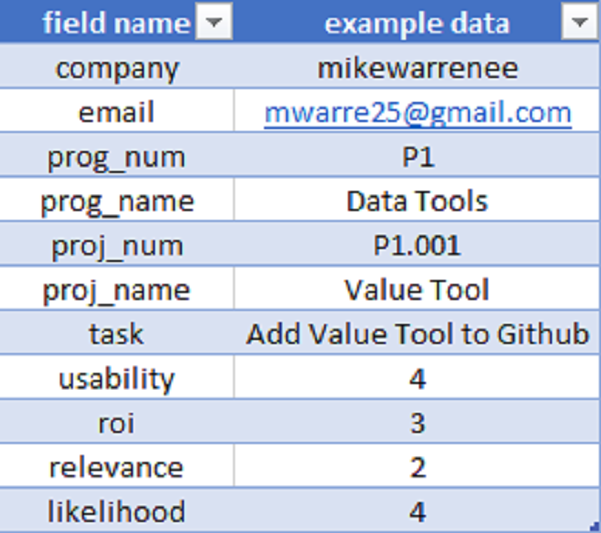 field name example data
company mikewarrenee
email mwarre25@gmail.com
prog_num P1
prog_name Data Tools
proj_num P1.001
proj_name Value Tool
task Add Value Tool to Github
usability 4
roi 3
relevance 2
likelihood 4